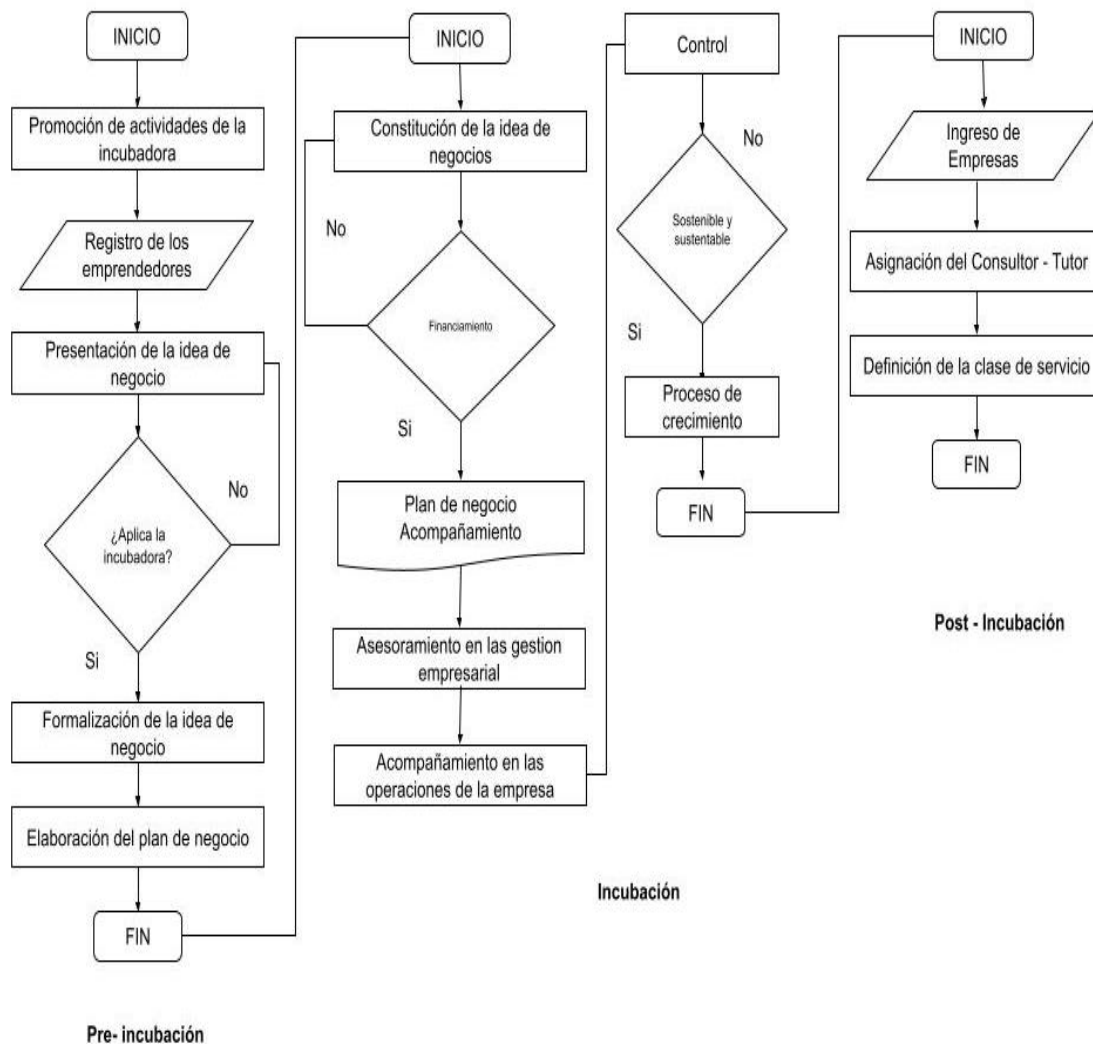 INICIO
Promoción de actividades de la
incubadora
Registro de los
emprendedores
Presentación de la idea de
negocio
No
¿Aplica la
incubadora?
Si
Formalización de la idea de
negocio
Elaboración del plan de negocio
FIN
Pre- incubación
INICIO
Constitución de la idea de
negocios
No
Financiamiento
Si
Plan de negocio
Acompañamiento
Asesoramiento en las gestion
empresarial
Acompañamiento en las
operaciones de la empresa
Control
No
Sostenible y
sustentable
Si
Proceso de
crecimiento
FIN
Incubación
INICIO
Ingreso de
Empresas
Asignación del Consultor - Tutor
Definición de la clase de servicio
FIN
Post - Incubación